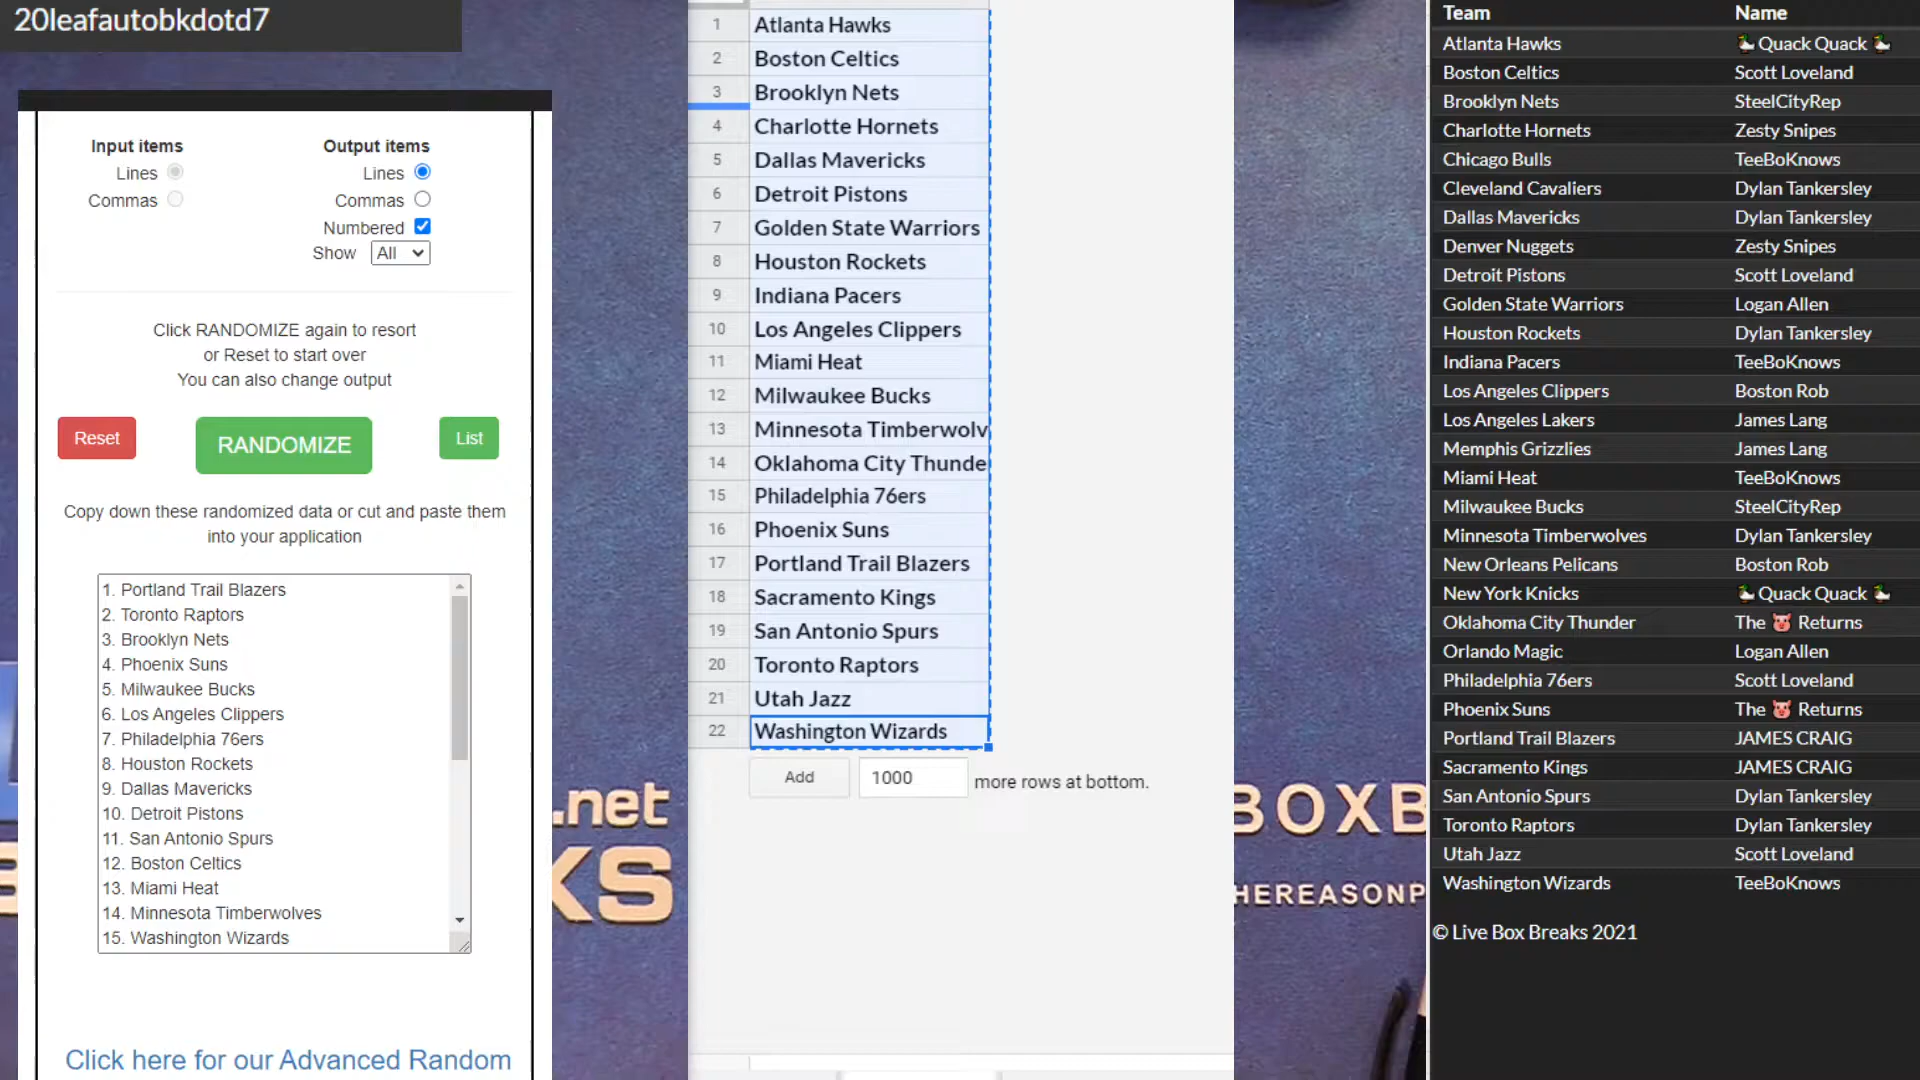 20leafautobkdotd7
Input items
Output items
Lines
Lines
Commas
Commas
Numbered
Show All
Click RANDOMIZE again to resort
or Reset to start over
You can also change output
Reset
RANDOMIZE
List
Copy down these randomized data or cut and paste them
into your application
1. Portland Trail Blazers
2. Toronto Raptors
3. Brooklyn Nets
4. Phoenix Suns
5. Milwaukee Bucks
6. Los Angeles Clippers
7. Philadelphia 76ers
8. Houston Rockets
9. Dallas Mavericks
10. Detroit Pistons
11. San Antonio Spurs
12. Boston Celtics
13. Miami Heat
14. Minnesota Timberwolves
15. Washington Wizards
Click here for our Advanced Random
.net
KS
1 Atlanta Hawks
2 Boston Celtics
3 Brooklyn Nets
4 Charlotte Hornets
5 Dallas Mavericks
6 Detroit Pistons
7 Golden State Warriors
8 Houston Rockets
9 Indiana Pacers
10 Los Angeles Clippers
11 Miami Heat
12 Milwaukee Bucks
13 Minnesota Timberwolv
14 Oklahoma City Thunde
15 Philadelphia 76ers
16 Phoenix Suns
17 Portland Trail Blazers
18 Sacramento Kings
19 San Antonio Spurs
20 Toronto Raptors
21 Utah Jazz
22 Washington Wizards
Add 1000 more rows at bottom.
BOXB
HEREASONP
Team Name
Atlanta Hawks 🦆 Quack Quack 🦆
Boston Celtics Scott Loveland
Brooklyn Nets SteelCityRep
Charlotte Hornets Zesty Snipes
Chicago Bulls TeeBoKnows
Cleveland Cavaliers Dylan Tankersley
Dallas Mavericks Dylan Tankersley
Denver Nuggets Zesty Snipes
Detroit Pistons Scott Loveland
Golden State Warriors Logan Allen
Houston Rockets Dylan Tankersley
Indiana Pacers TeeBoKnows
Los Angeles Clippers Boston Rob
Los Angeles Lakers James Lang
Memphis Grizzlies James Lang
Miami Heat TeeBoKnows
Milwaukee Bucks SteelCityRep
Minnesota Timberwolves Dylan Tankersley
New Orleans Pelicans Boston Rob
New York Knicks 🦆 Quack Quack 🦆
Oklahoma City Thunder The 🐷 Returns
Orlando Magic Logan Allen
Philadelphia 76ers Scott Loveland
Phoenix Suns The 🐷 Returns
Portland Trail Blazers JAMES CRAIG
Sacramento Kings JAMES CRAIG
San Antonio Spurs Dylan Tankersley
Toronto Raptors Dylan Tankersley
Utah Jazz Scott Loveland
Washington Wizards TeeBoKnows
© Live Box Breaks 2021